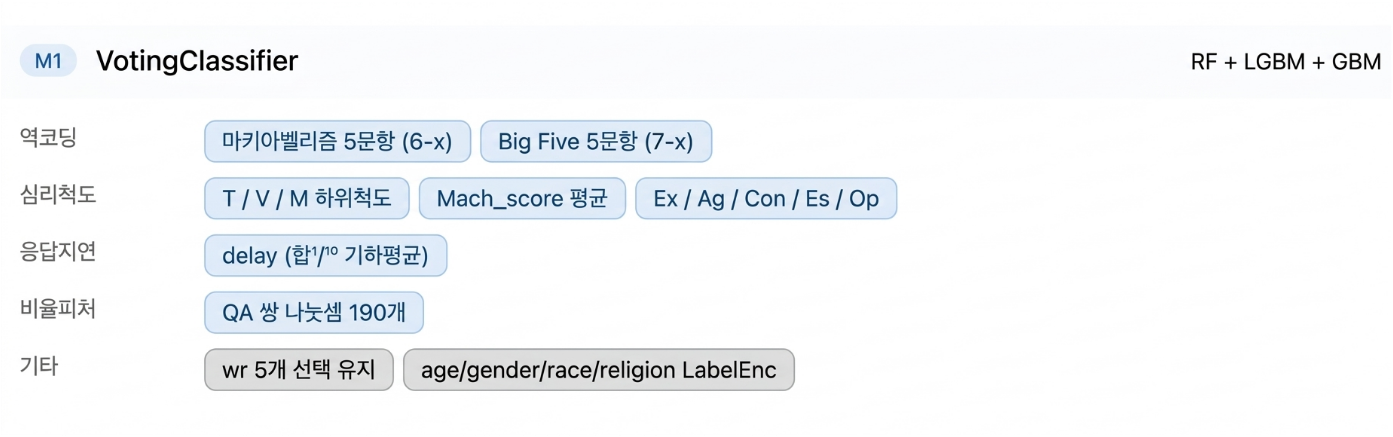 M1 VotingClassifier RF + LGBM + GBM
역코딩 마키아벨리즘 5문항 (6-x) Big Five 5문항 (7-x)
심리척도 T / V / M 하위척도 Mach_score 평균 Ex / Ag / Con / Es / Op
응답지연 delay (합¹/¹⁰ 기하평균)
비율피처 QA 쌍 나눗셈 190개
기타 wr 5개 선택 유지 age/gender/race/religion LabelEnc